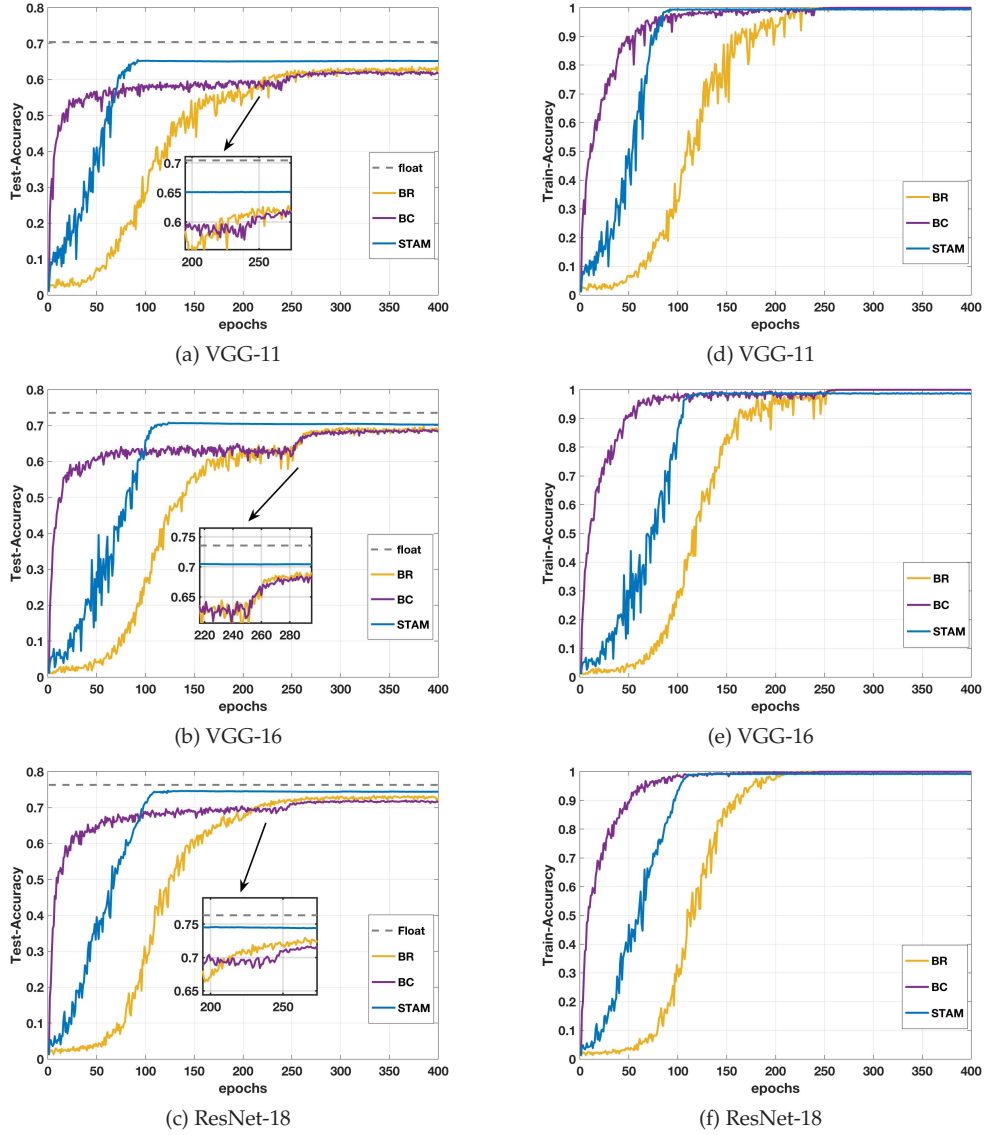 0.8
0.7
0.6
0.5
0.4
0.3
0.2
0.1
0
Test-Accuracy
0.7
0.65
0.6
200 250
float
BR
BC
STAM
0 50 100 150 200 250 300 350 400
epochs
(a) VGG-11
1
0.9
0.8
0.7
0.6
0.5
0.4
0.3
0.2
0.1
0
Train-Accuracy
BR
BC
STAM
0 50 100 150 200 250 300 350 400
epochs
(d) VGG-11
0.8
0.7
0.6
0.5
0.4
0.3
0.2
0.1
0
Test-Accuracy
0.75
0.7
0.65
220 240 260 280
float
BR
BC
STAM
0 50 100 150 200 250 300 350 400
epochs
(b) VGG-16
1
0.9
0.8
0.7
0.6
0.5
0.4
0.3
0.2
0.1
0
Train-Accuracy
BR
BC
STAM
0 50 100 150 200 250 300 350 400
epochs
(e) VGG-16
0.8
0.7
0.6
0.5
0.4
0.3
0.2
0.1
0
Test-Accuracy
0.75
0.7
0.65
200 250
Float
BR
BC
STAM
0 50 100 150 200 250 300 350 400
epochs
(c) ResNet-18
1
0.9
0.8
0.7
0.6
0.5
0.4
0.3
0.2
0.1
0
Train-Accuracy
BR
BC
STAM
0 50 100 150 200 250 300 350 400
epochs
(f) ResNet-18